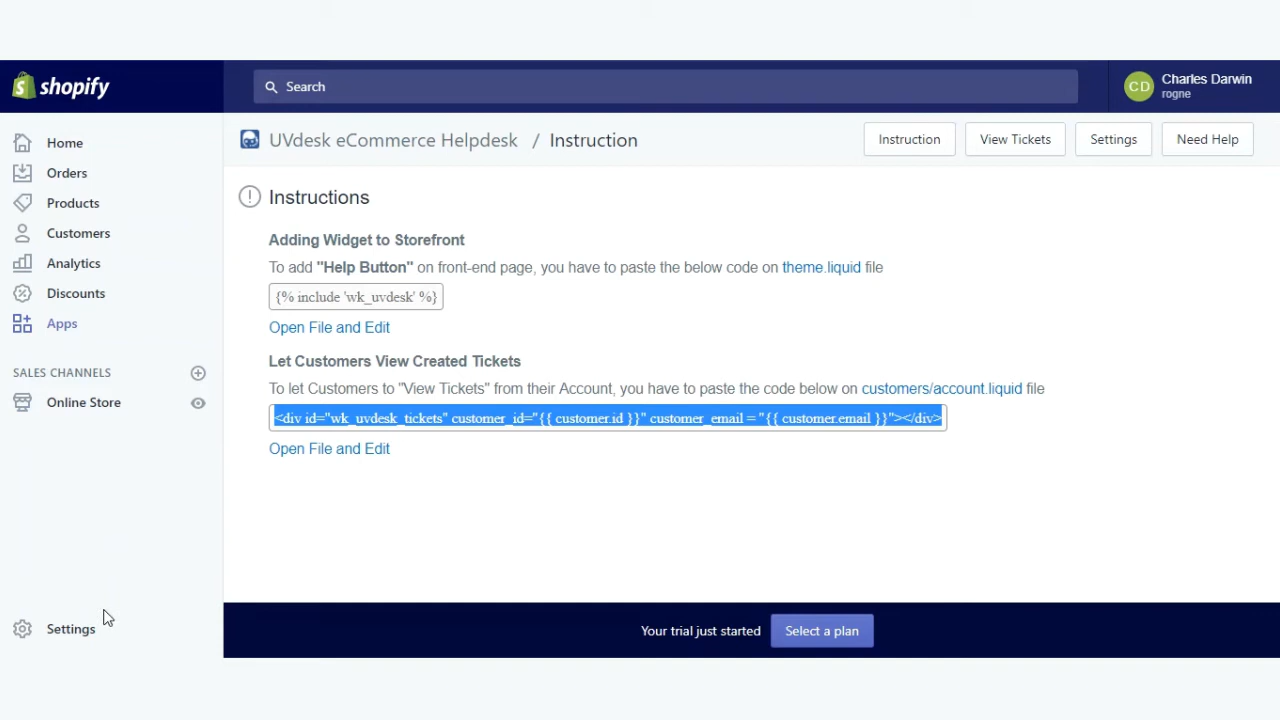 shopify
Search
CD
Charles Darwin
rogne
Home
Orders
Products
Customers
Analytics
Discounts
Apps
SALES CHANNELS
Online Store
Settings
UVdesk eCommerce Helpdesk / Instruction
Instruction
View Tickets
Settings
Need Help
Instructions
Adding Widget to Storefront
To add "Help Button" on front-end page, you have to paste the below code on theme.liquid file
{% include 'wk_uvdesk' %}
Open File and Edit
Let Customers View Created Tickets
To let Customers to "View Tickets" from their Account, you have to paste the code below on customers/account.liquid file
<div id="wk_uvdesk_tickets" customer_id="{{ customer.id }}" customer_email = "{{ customer.email }}"></div>
Open File and Edit
Your trial just started
Select a plan